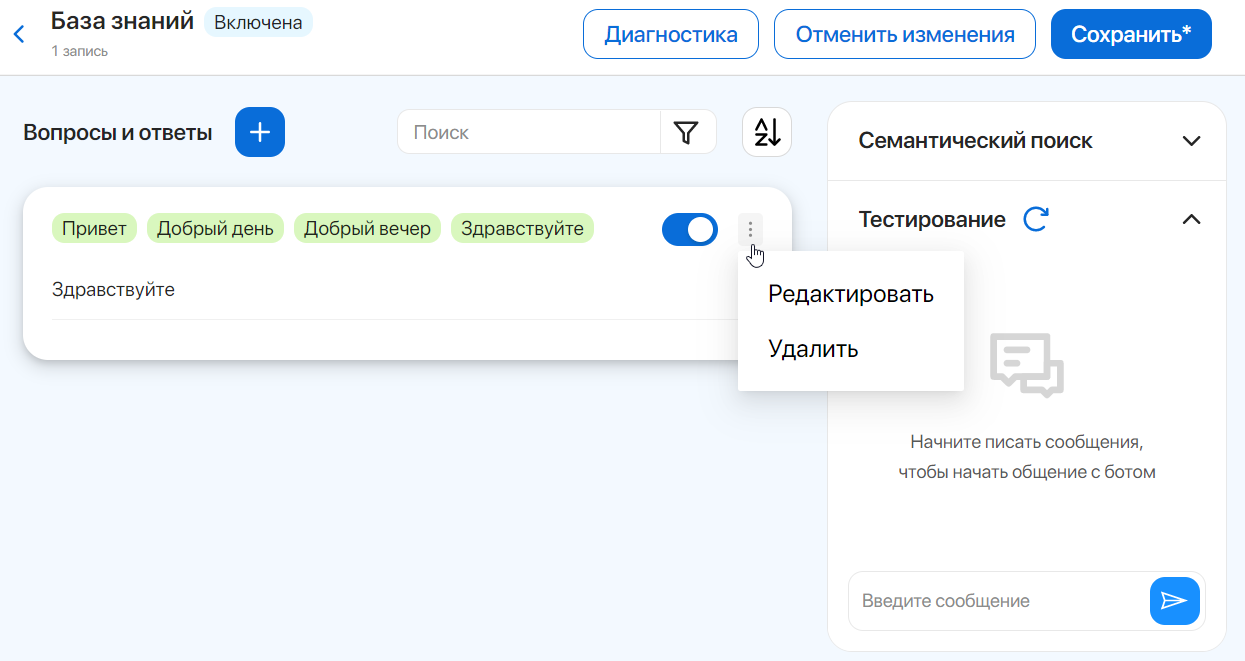 База знаний Включена
1 запись
Диагностика
Отменить изменения
Сохранить*
Вопросы и ответы
Поиск
Привет Добрый день Добрый вечер Здравствуйте
Здравствуйте
Редактировать
Удалить
Семантический поиск
Тестирование
Начните писать сообщения,
чтобы начать общение с ботом
Введите сообщение